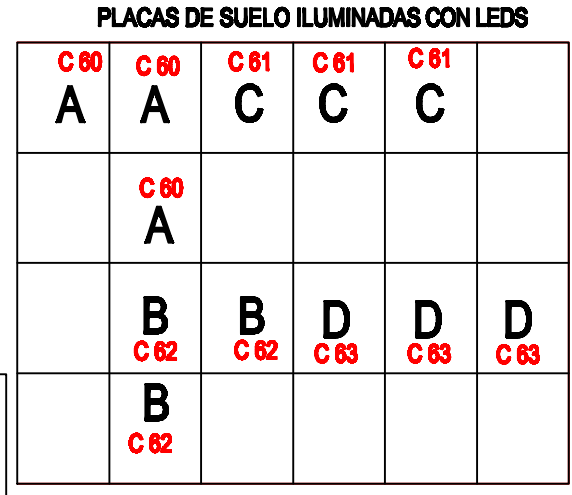 PLACAS DE SUELO ILUMINADAS CON LEDS
C 60 C 60 C 61 C 61 C 61
A A C C C
C 60
A
B B D D D
C 62 C 62 C 63 C 63 C 63
B
C 62